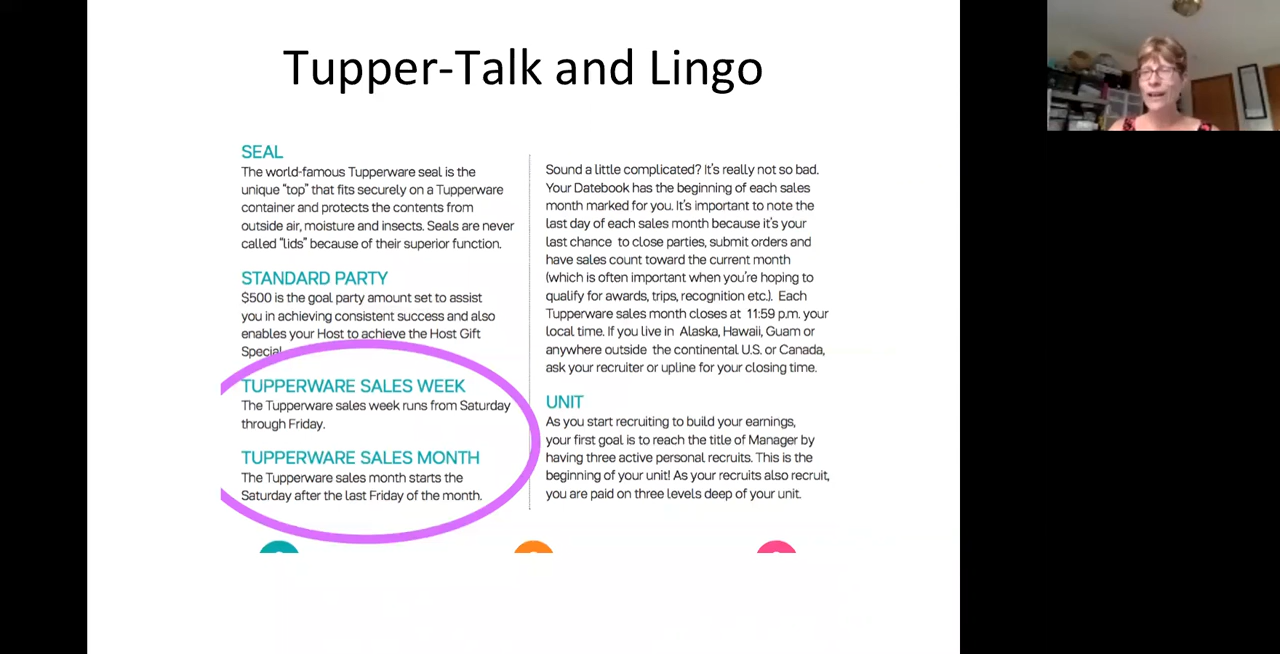 Tupper-Talk and Lingo
SEAL
The world-famous Tupperware seal is the
unique “top” that fits securely on a Tupperware
container and protects the contents from
outside air, moisture and insects. Seals are never
called “lids” because of their superior function.
STANDARD PARTY
$500 is the goal party amount set to assist
you in achieving consistent success and also
enables your Host to achieve the Host Gift
Special.
TUPPERWARE SALES WEEK
The Tupperware sales week runs from Saturday
through Friday.
TUPPERWARE SALES MONTH
The Tupperware sales month starts the
Saturday after the last Friday of the month.
Sound a little complicated? It’s really not so bad.
Your Datebook has the beginning of each sales
month marked for you. It’s important to note the
last day of each sales month because it’s your
last chance to close parties, submit orders and
have sales count toward the current month
(which is often important when you’re hoping to
qualify for awards, trips, recognition etc.). Each
Tupperware sales month closes at 11:59 p.m. your
local time. If you live in Alaska, Hawaii, Guam or
anywhere outside the continental U.S. or Canada,
ask your recruiter or upline for your closing time.
UNIT
As you start recruiting to build your earnings,
your first goal is to reach the title of Manager by
having three active personal recruits. This is the
beginning of your unit! As your recruits also recruit,
you are paid on three levels deep of your unit.